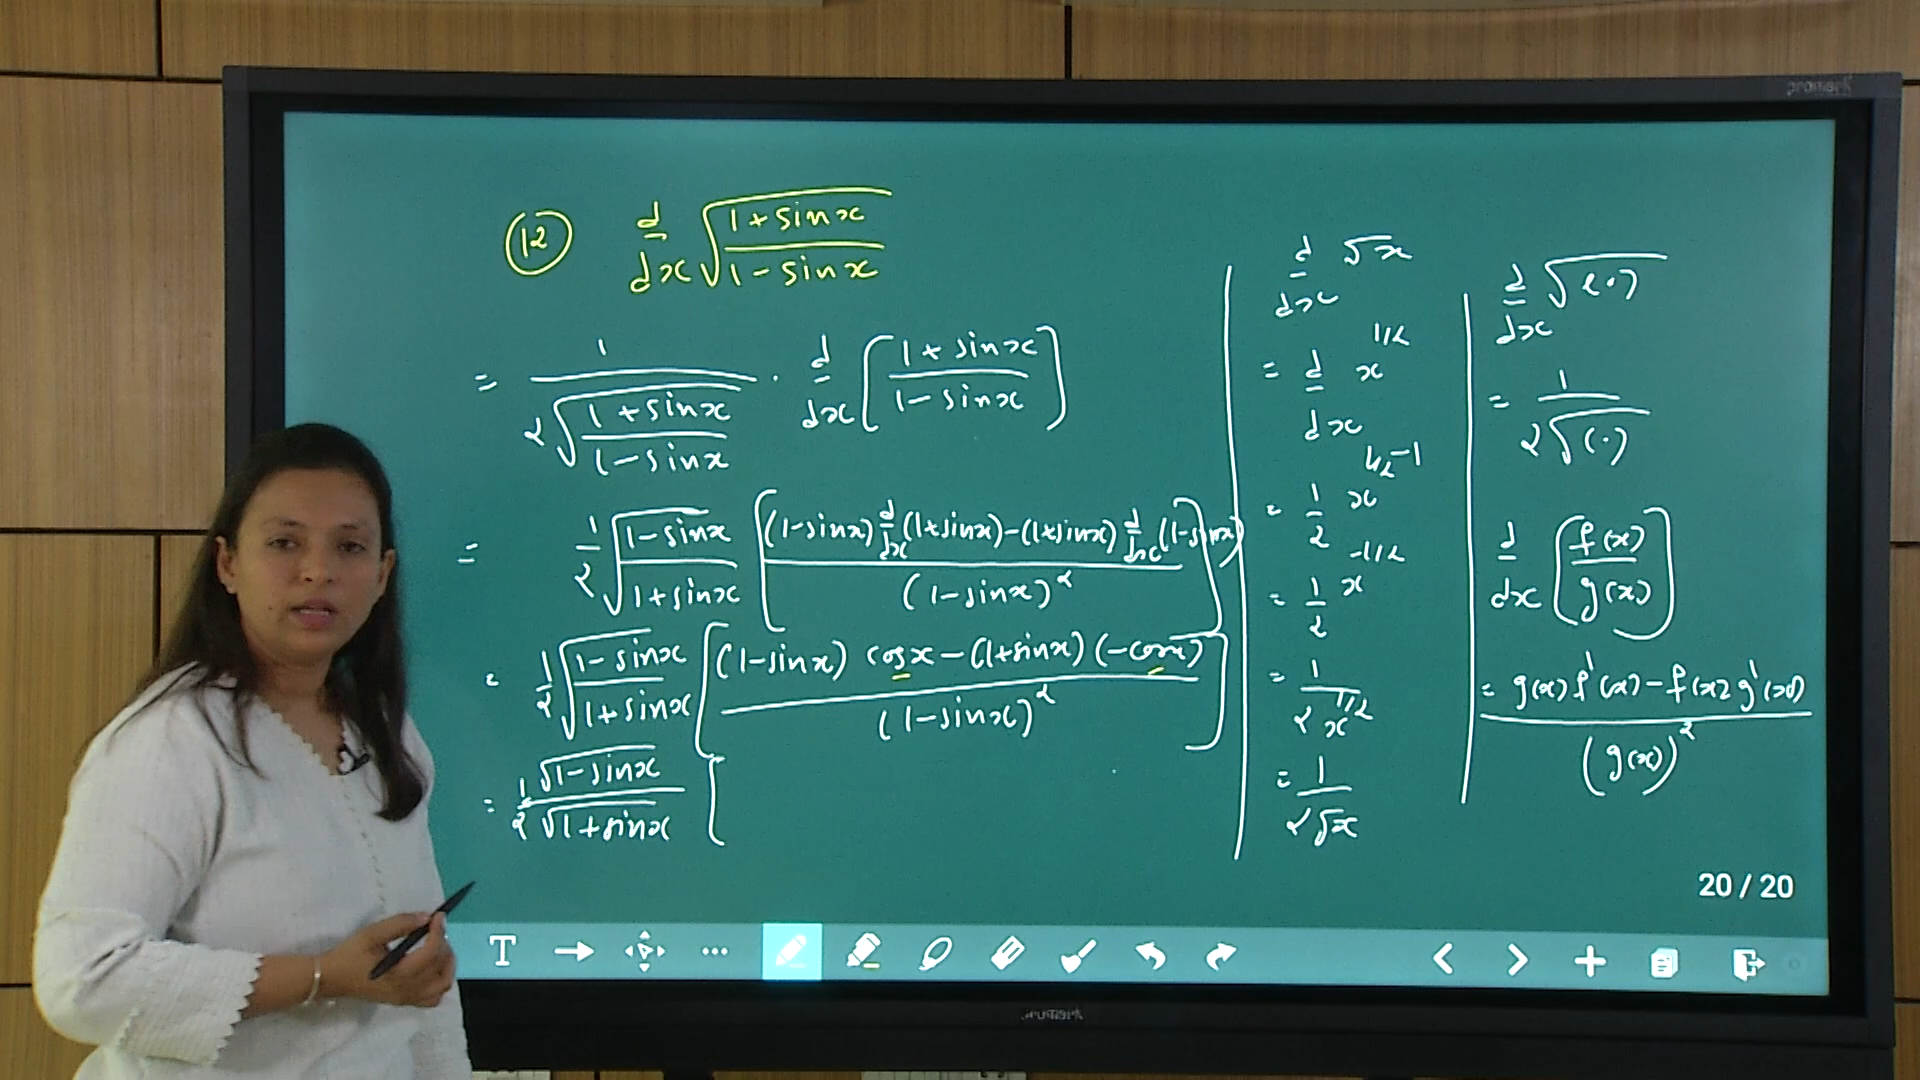 promark
(12) d/dx √((1+sinx)/(1-sinx))
= 1/(2√((1+sinx)/(1-sinx))) · d/dx [(1+sinx)/(1-sinx)]
= 1/2 √((1-sinx)/(1+sinx)) [((1-sinx) d/dx (1+sinx) - (1+sinx) d/dx (1-sinx))/(1-sinx)²]
= 1/2 √((1-sinx)/(1+sinx)) [((1-sinx) cosx - (1+sinx)(-cosx))/(1-sinx)²]
= 1/2 √(1-sinx)/√(1+sinx) [
d/dx √x
= d/dx x^(1/2)
= 1/2 x^(1/2 -1)
= 1/2 x^(-1/2)
= 1/(2 x^(1/2))
= 1/(2√x)
d/dx √(·)
= 1/(2√(·))
d/dx [f(x)/g(x)]
= (g(x) f'(x) - f(x) g'(x))/(g(x))²
20 / 20
T
promark